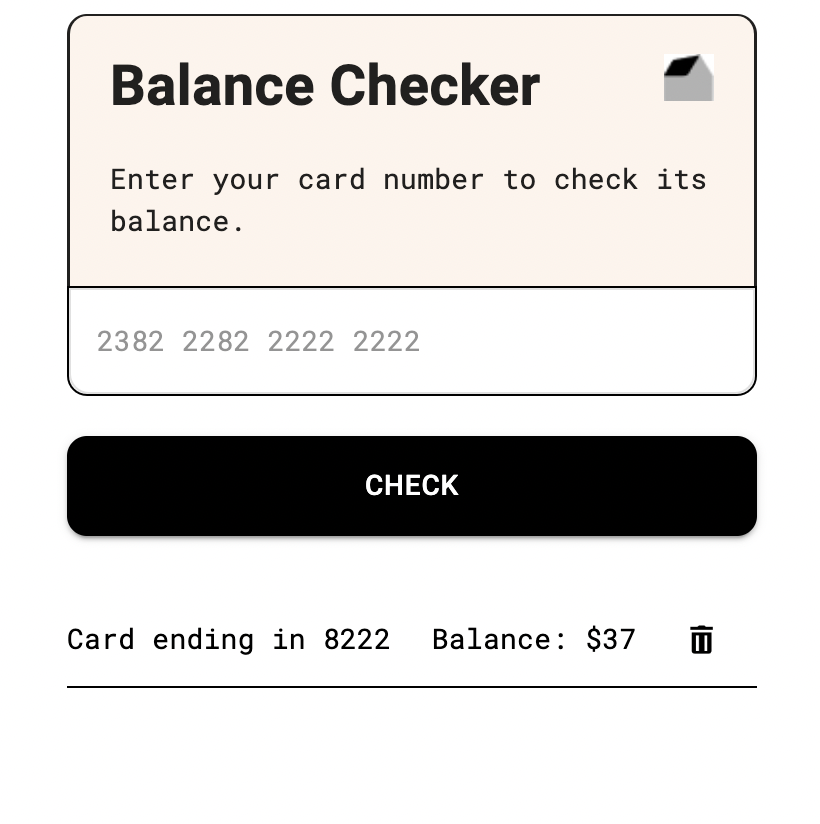 Balance Checker
Enter your card number to check its
balance.
2382 2282 2222 2222
CHECK
Card ending in 8222 Balance: $37